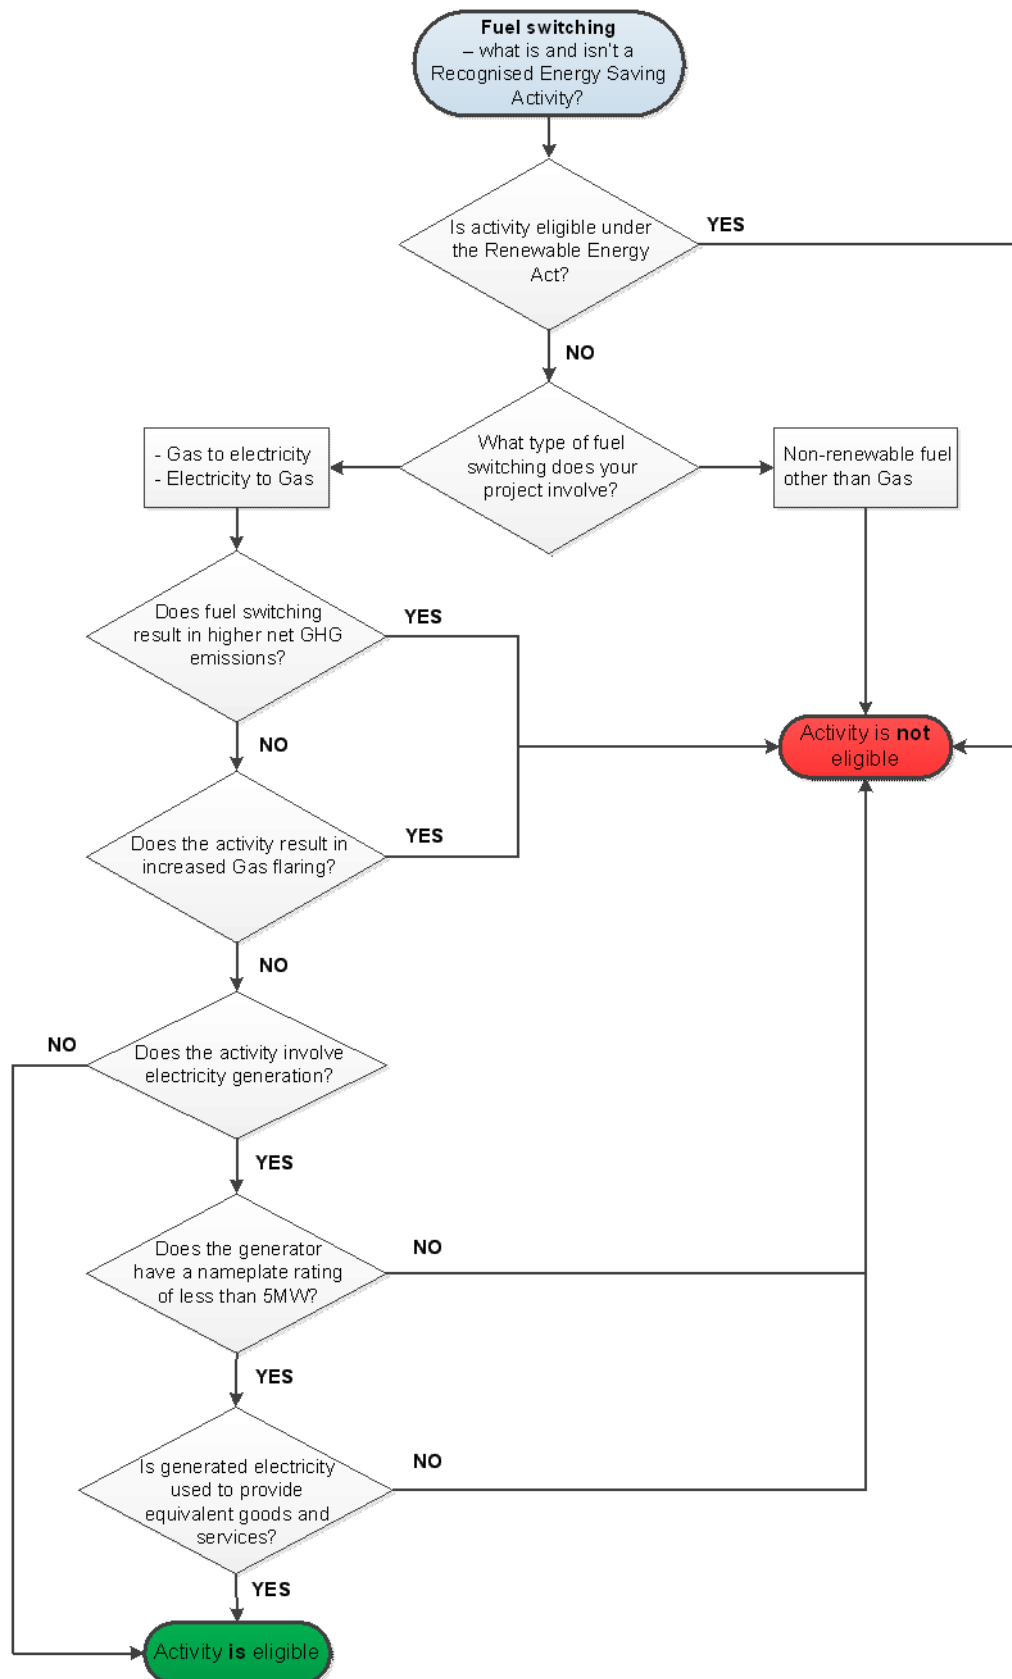 Fuel switching
– what is and isn't a
Recognised Energy Saving
Activity?
Is activity eligible under
the Renewable Energy
Act?
YES
NO
What type of fuel
switching does your
project involve?
- Gas to electricity
- Electricity to Gas
Non-renewable fuel
other than Gas
Does fuel switching
result in higher net GHG
emissions?
YES
NO
Activity is not
eligible
Does the activity result in
increased Gas flaring?
YES
NO
Does the activity involve
electricity generation?
NO
YES
Does the generator
have a nameplate rating
of less than 5MW?
NO
YES
Is generated electricity
used to provide
equivalent goods and
services?
NO
YES
Activity is eligible